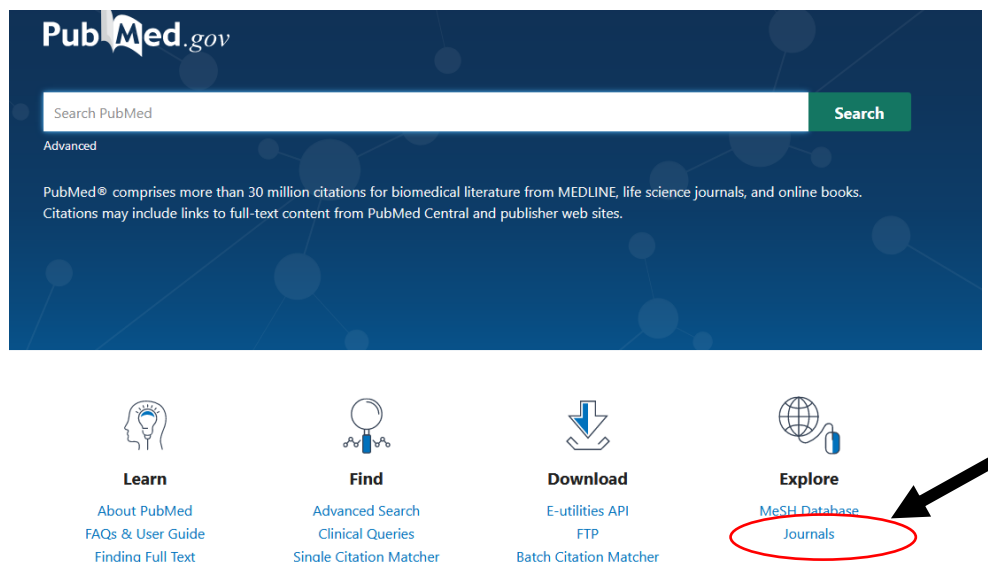 PubMed.gov
Search PubMed
Search
Advanced
PubMed® comprises more than 30 million citations for biomedical literature from MEDLINE, life science journals, and online books.
Citations may include links to full-text content from PubMed Central and publisher web sites.
Learn
About PubMed
FAQs & User Guide
Finding Full Text
Find
Advanced Search
Clinical Queries
Single Citation Matcher
Download
E-utilities API
FTP
Batch Citation Matcher
Explore
MeSH Database
Journals